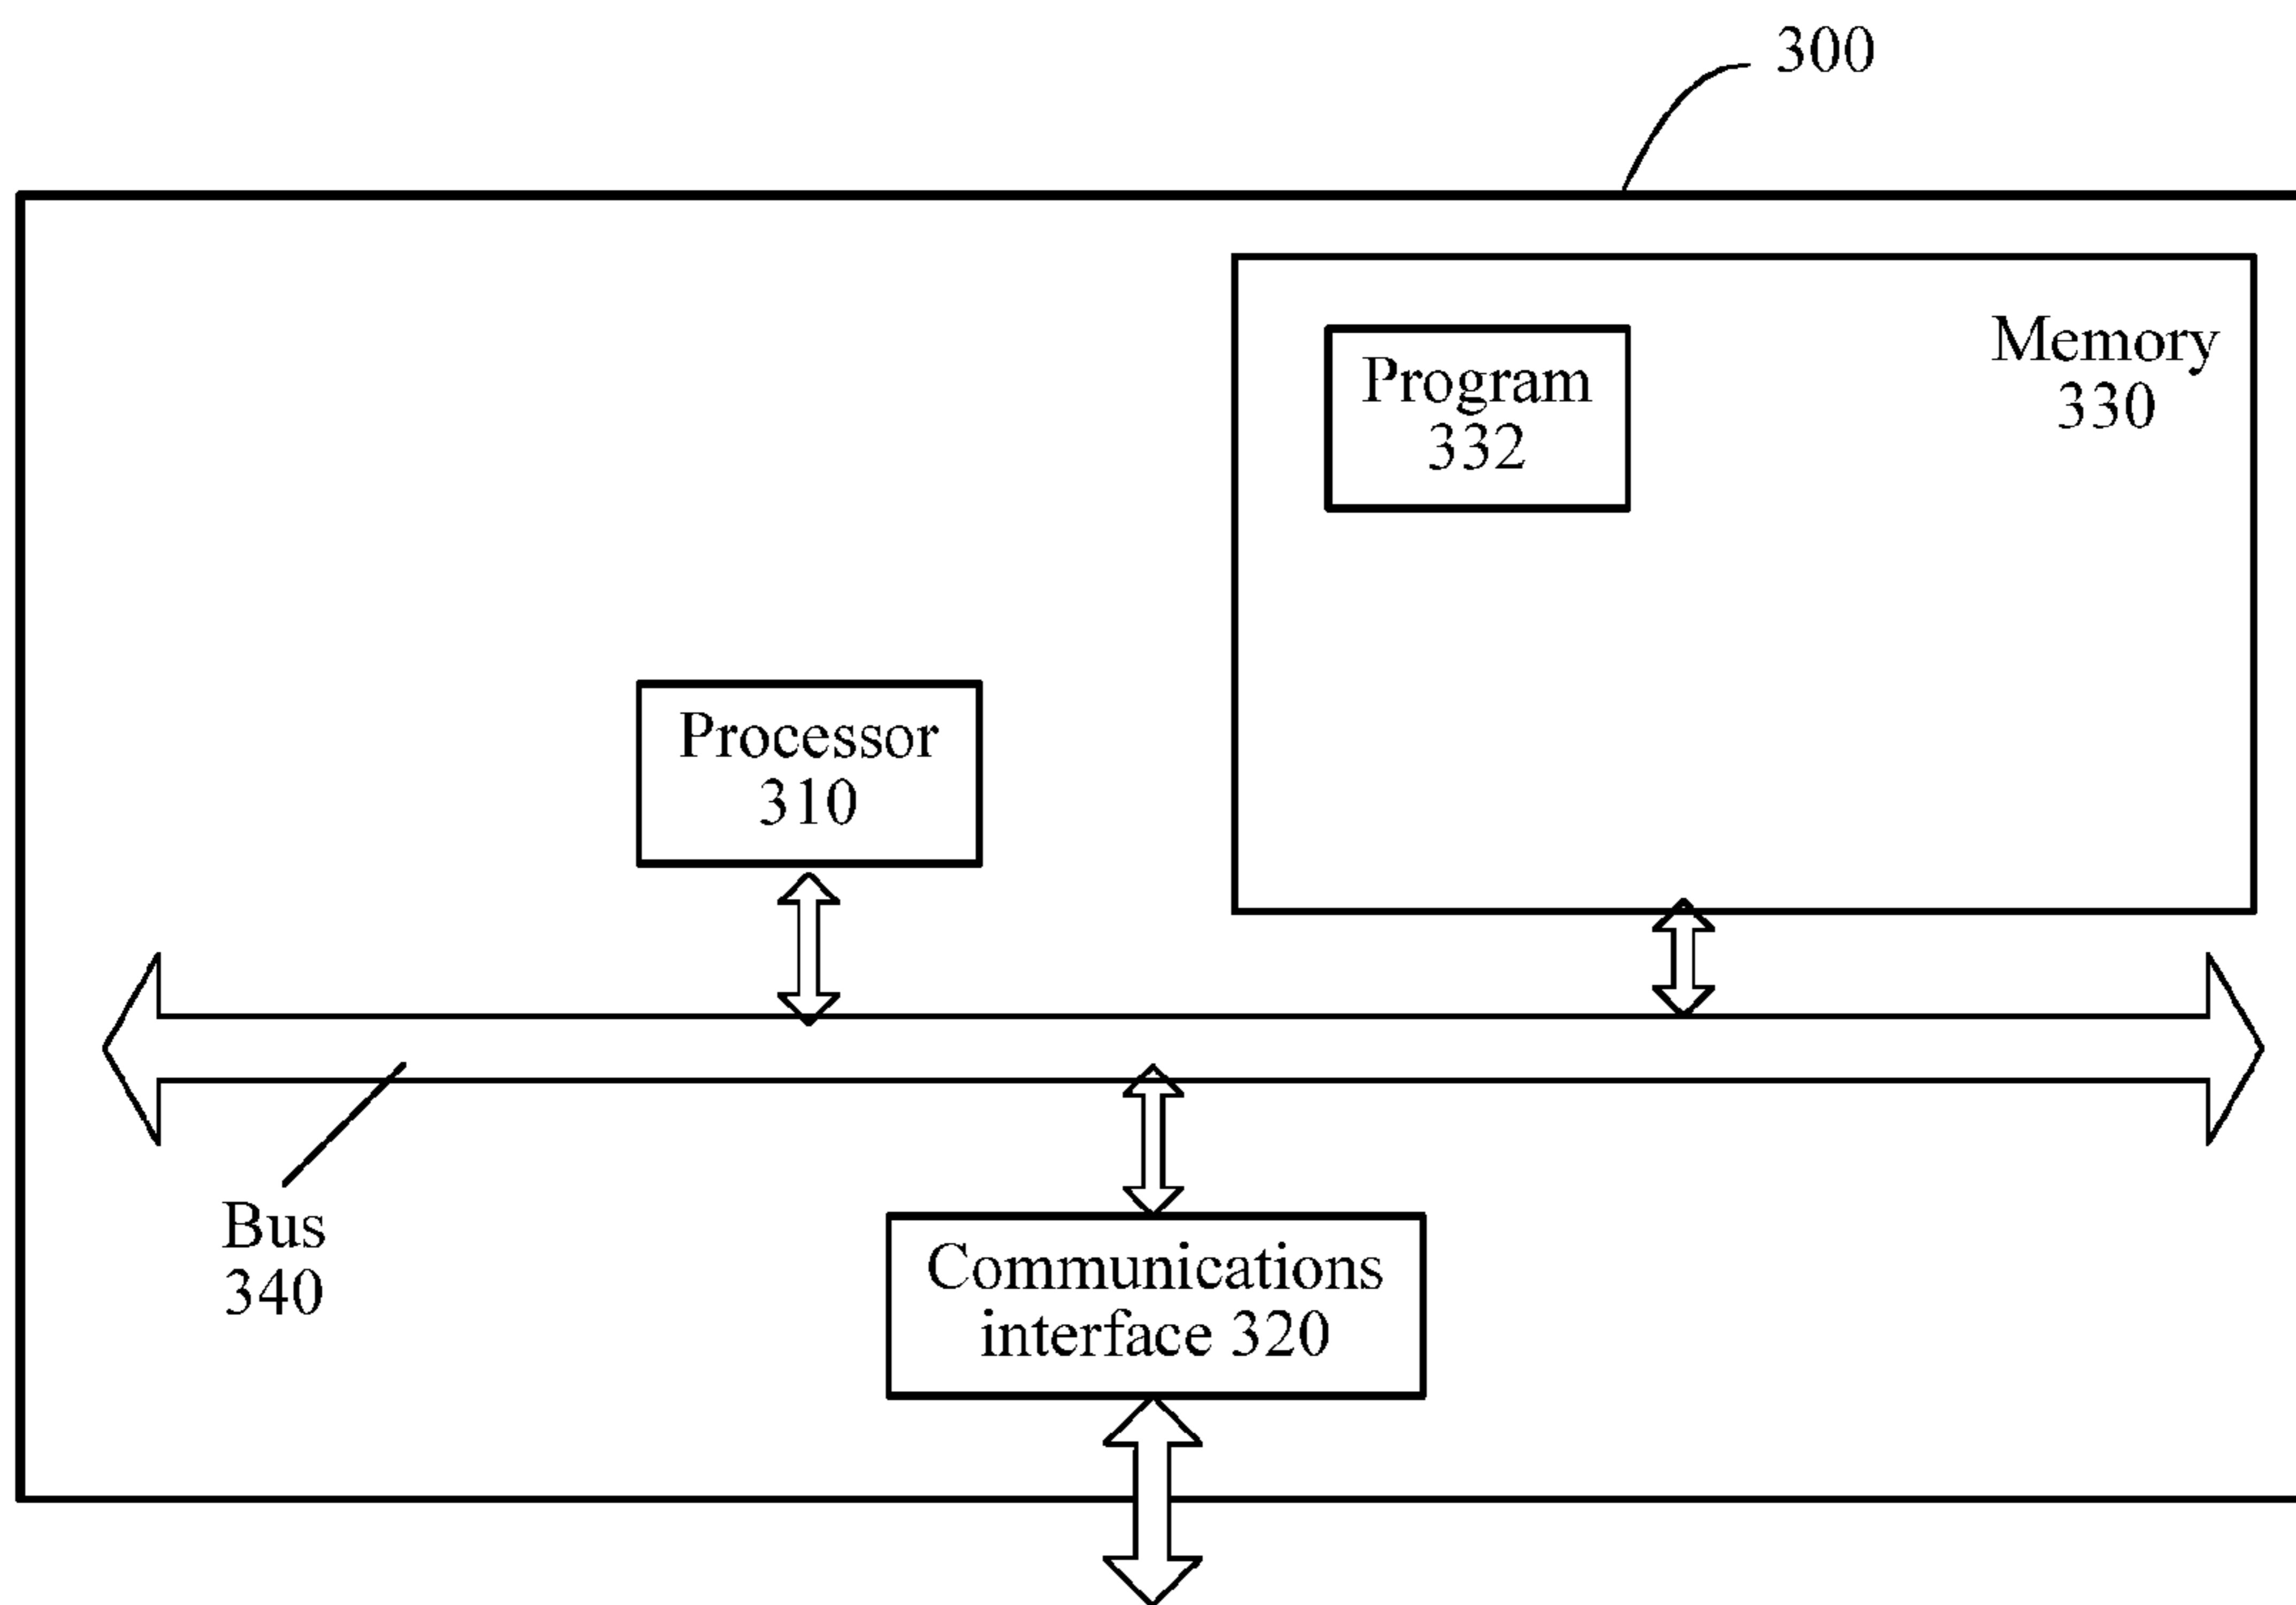 300
Memory
330
Program
332
Processor
310
Bus
340
Communications
interface 320